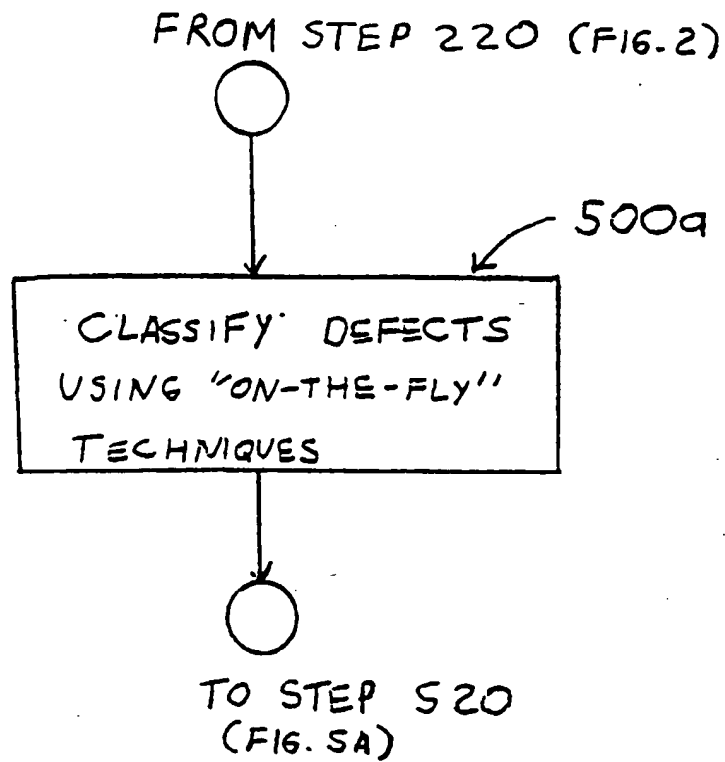 FROM STEP 220 (FIG. 2)
500a
CLASSIFY DEFECTS
USING "ON-THE-FLY"
TECHNIQUES
TO STEP 520
(FIG. 5A)